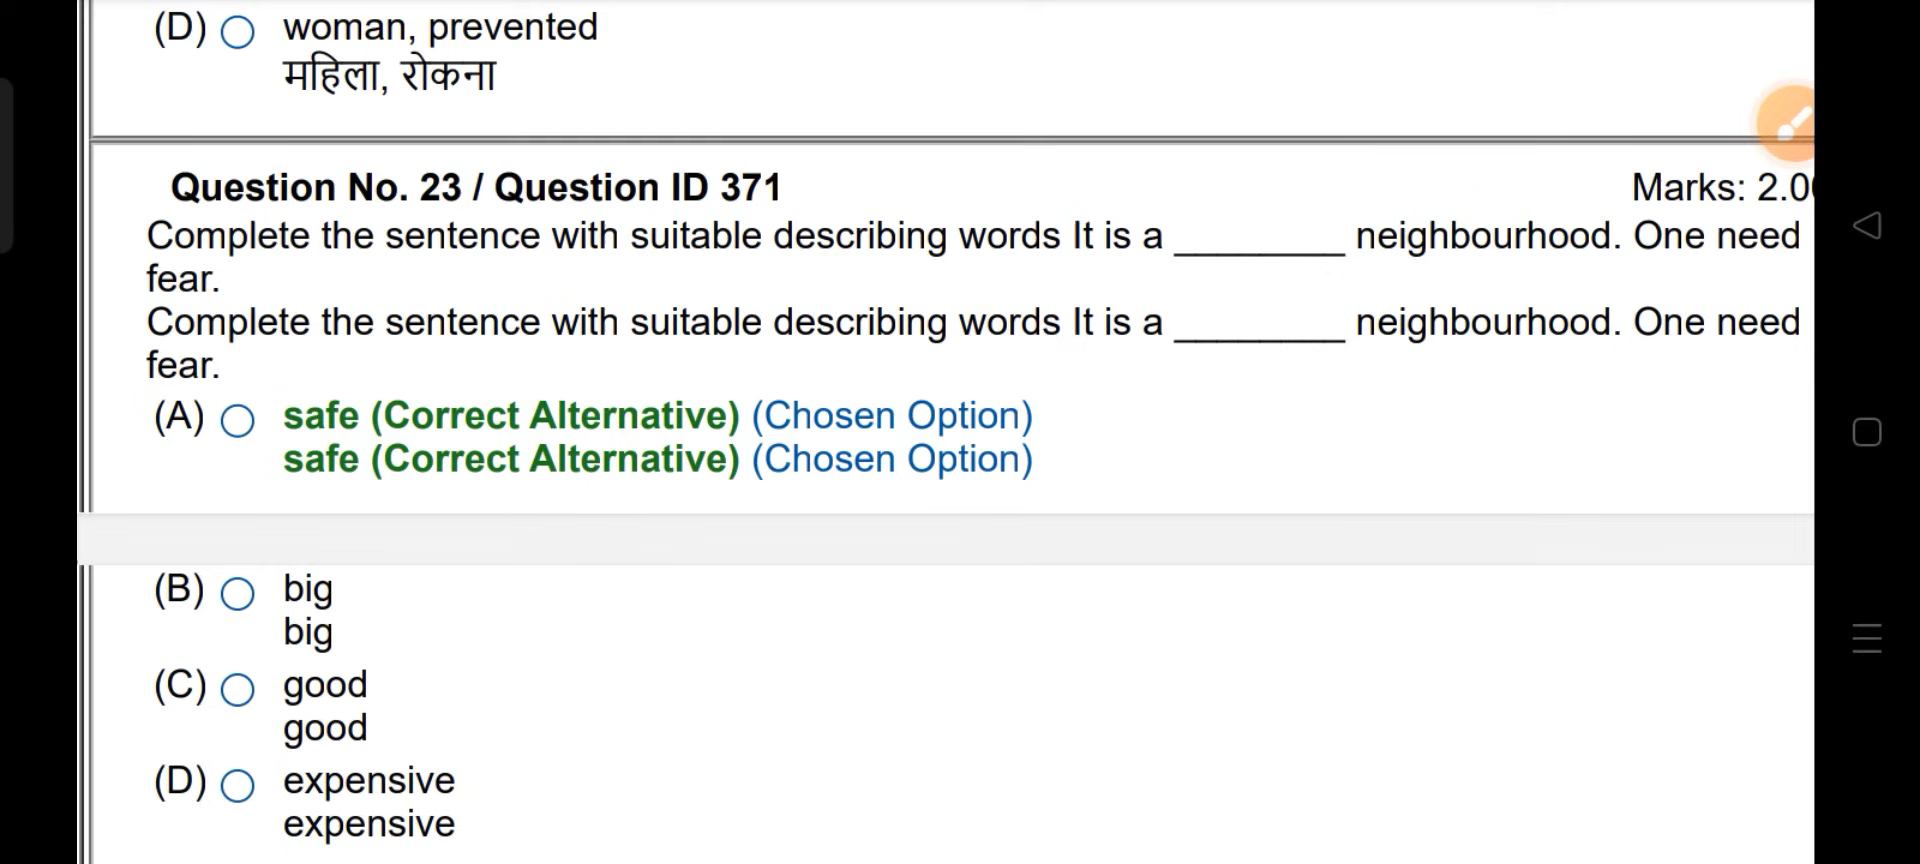 (D) woman, prevented
महिला, रोकना
Question No. 23 / Question ID 371 Marks: 2.0
Complete the sentence with suitable describing words It is a ________ neighbourhood. One need
fear.
Complete the sentence with suitable describing words It is a ________ neighbourhood. One need
fear.
(A) safe (Correct Alternative) (Chosen Option)
safe (Correct Alternative) (Chosen Option)
(B) big
big
(C) good
good
(D) expensive
expensive